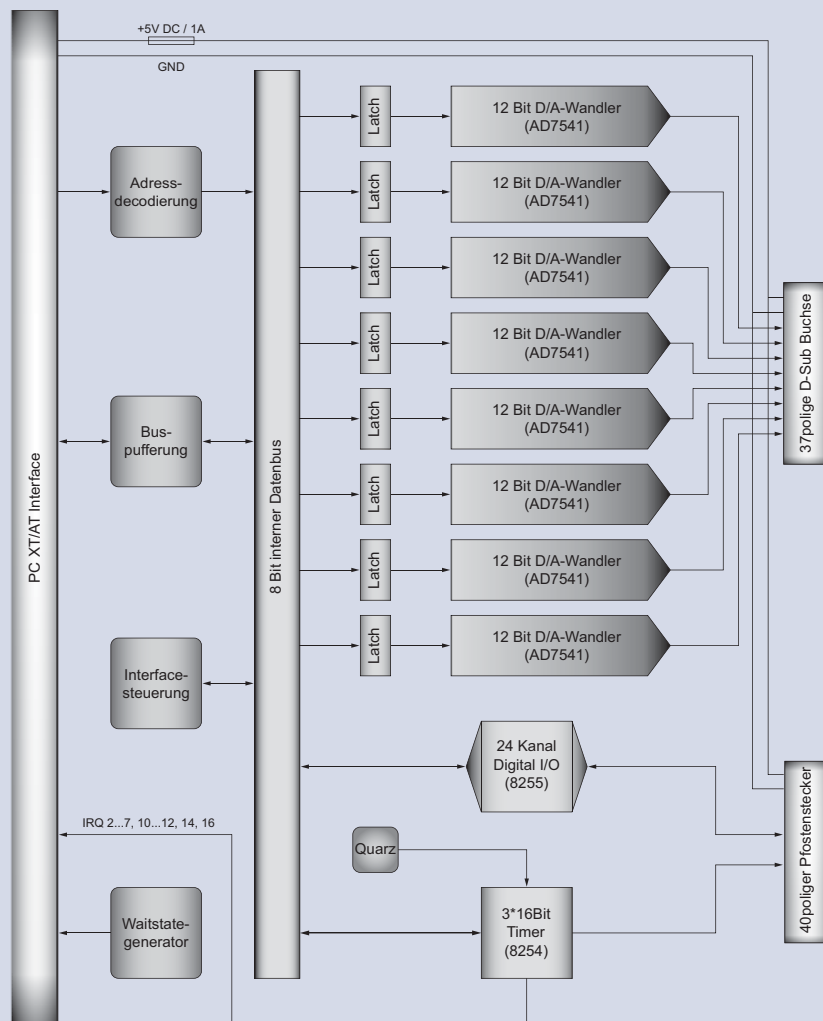 +5V DC / 1A
GND
PC XT/AT Interface
Adress-
decodierung
Bus-
pufferung
Interface-
steuerung
IRQ 2...7, 10...12, 14, 16
Waitstate-
generator
8 Bit interner Datenbus
Latch
12 Bit D/A-Wandler
(AD7541)
Latch
12 Bit D/A-Wandler
(AD7541)
Latch
12 Bit D/A-Wandler
(AD7541)
Latch
12 Bit D/A-Wandler
(AD7541)
Latch
12 Bit D/A-Wandler
(AD7541)
Latch
12 Bit D/A-Wandler
(AD7541)
Latch
12 Bit D/A-Wandler
(AD7541)
Latch
12 Bit D/A-Wandler
(AD7541)
24 Kanal
Digital I/O
(8255)
Quarz
3*16Bit
Timer
(8254)
37polige D-Sub Buchse
40poliger Pfostenstecker